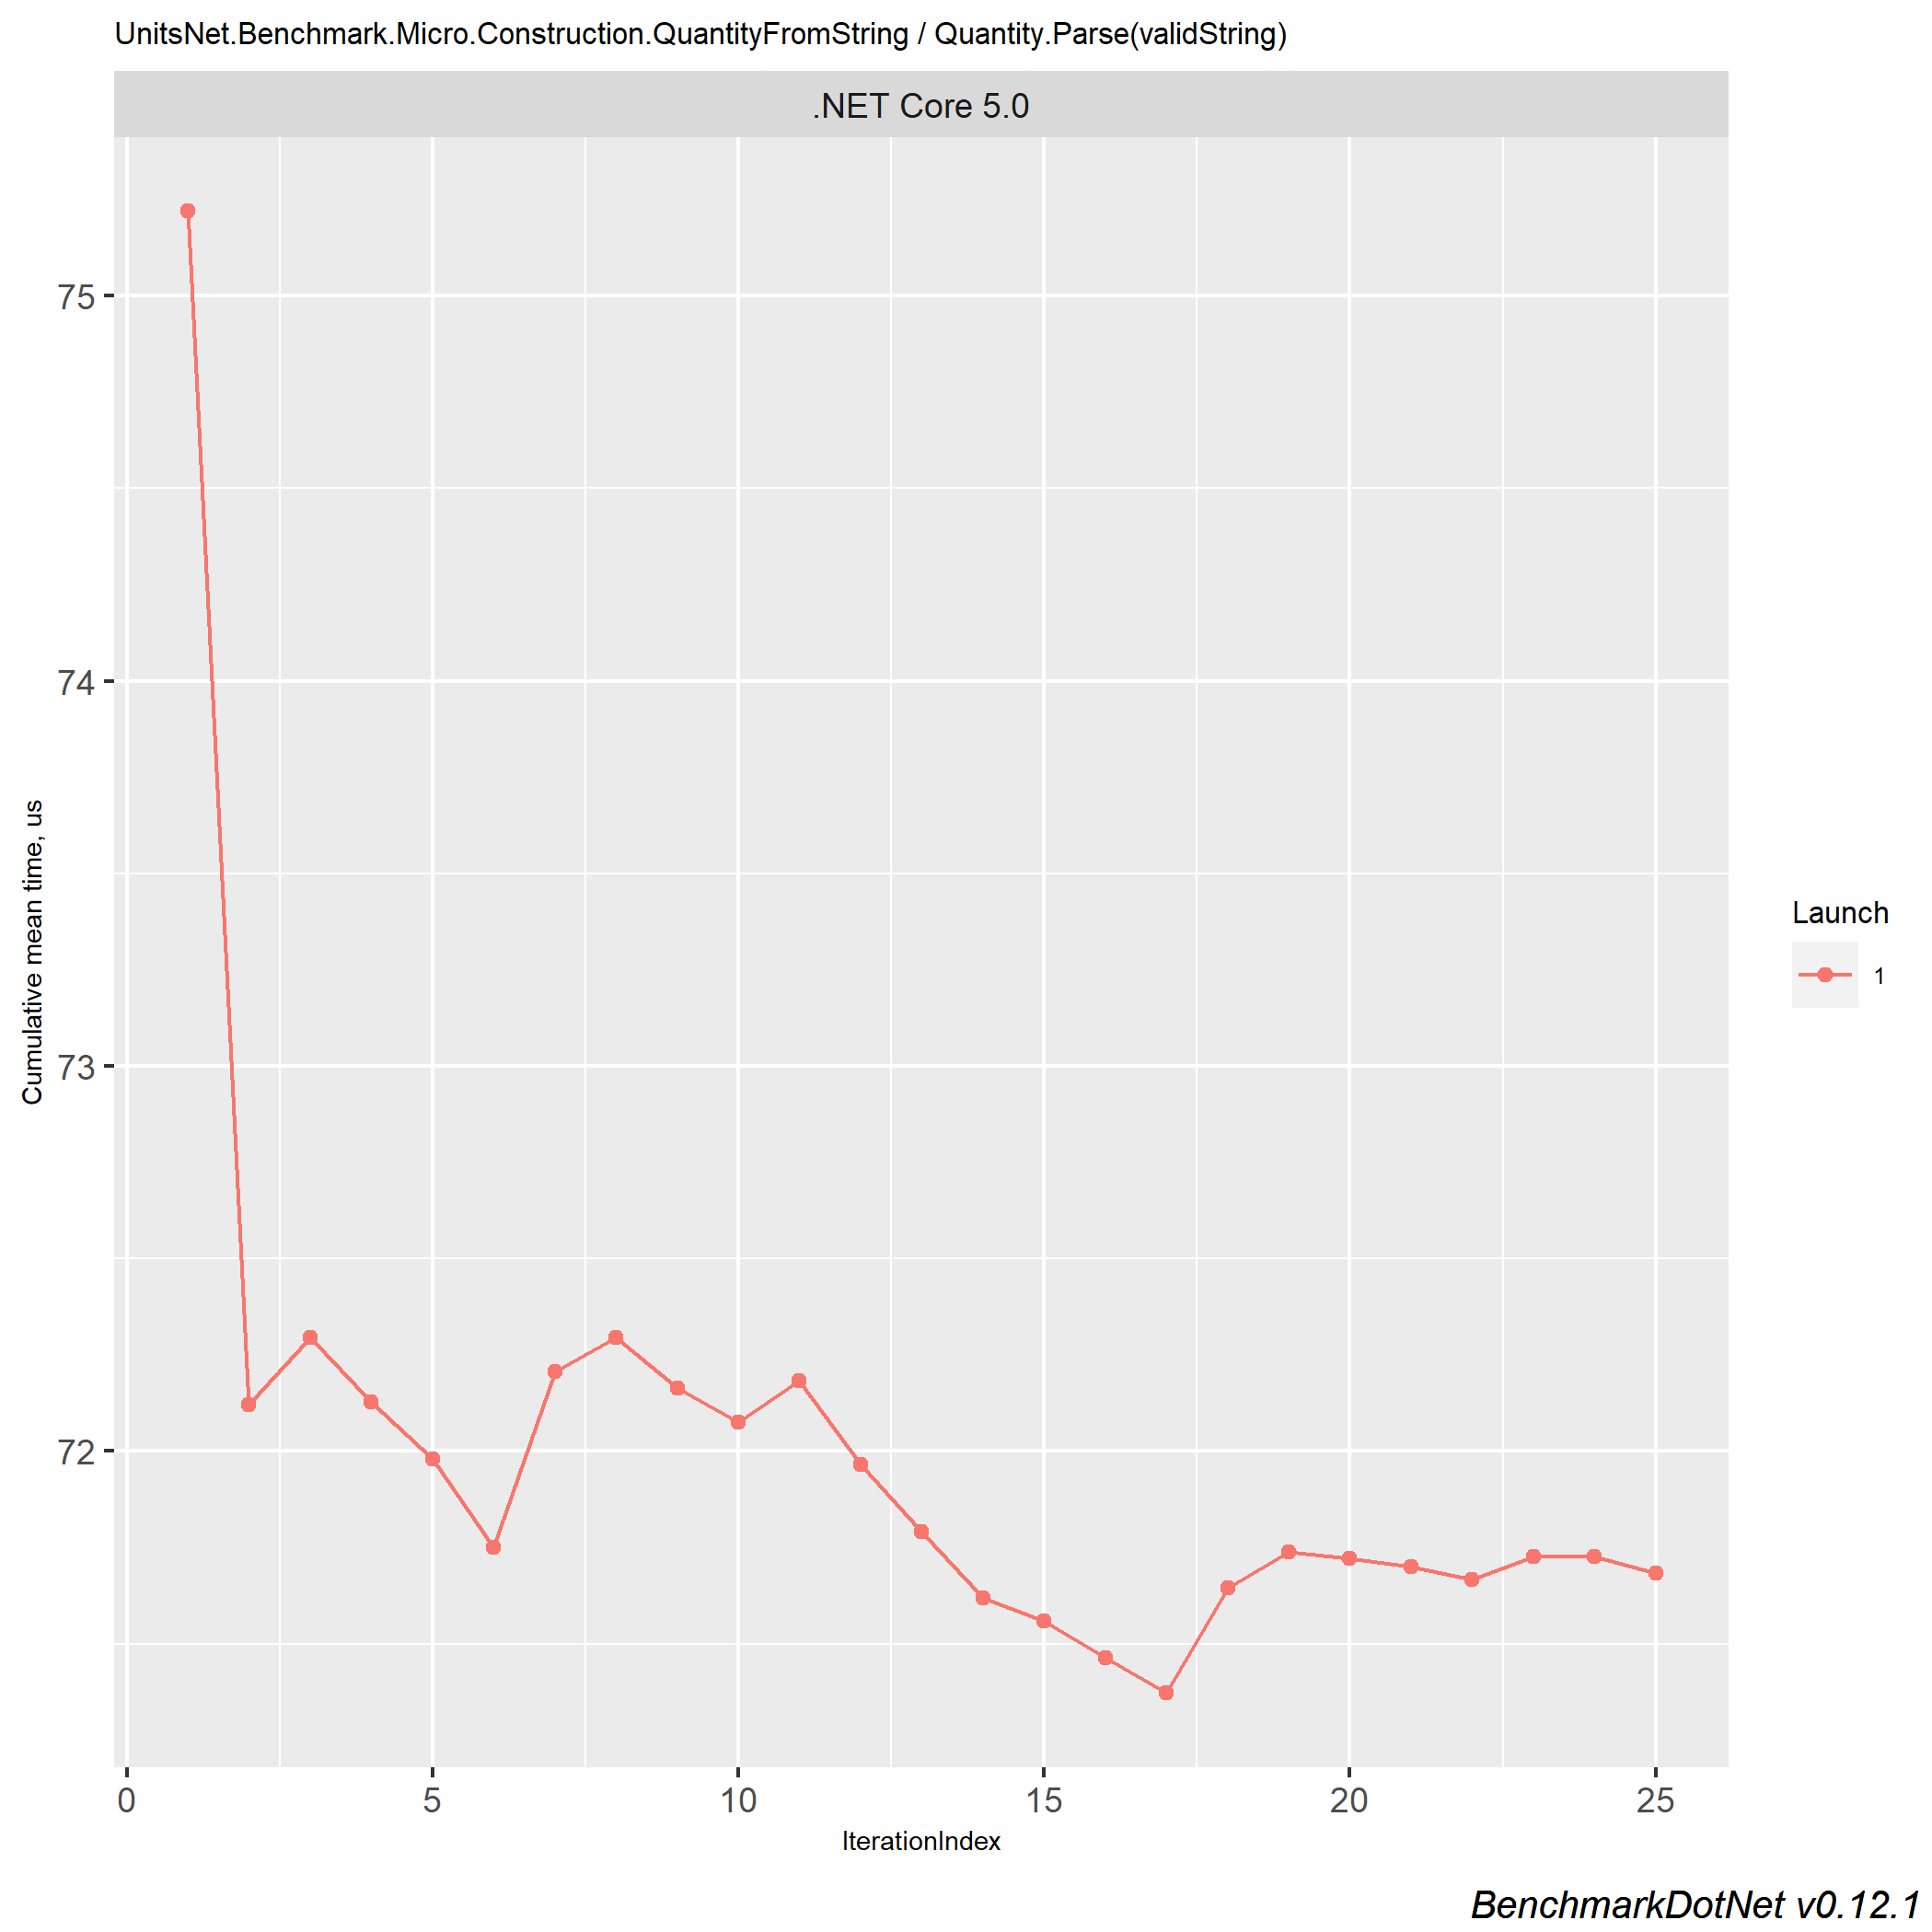 UnitsNet.Benchmark.Micro.Construction.QuantityFromString / Quantity.Parse(validString)
.NET Core 5.0
75
74
73
72
Cumulative mean time, us
0 5 10 15 20 25
IterationIndex
Launch
1
BenchmarkDotNet v0.12.1